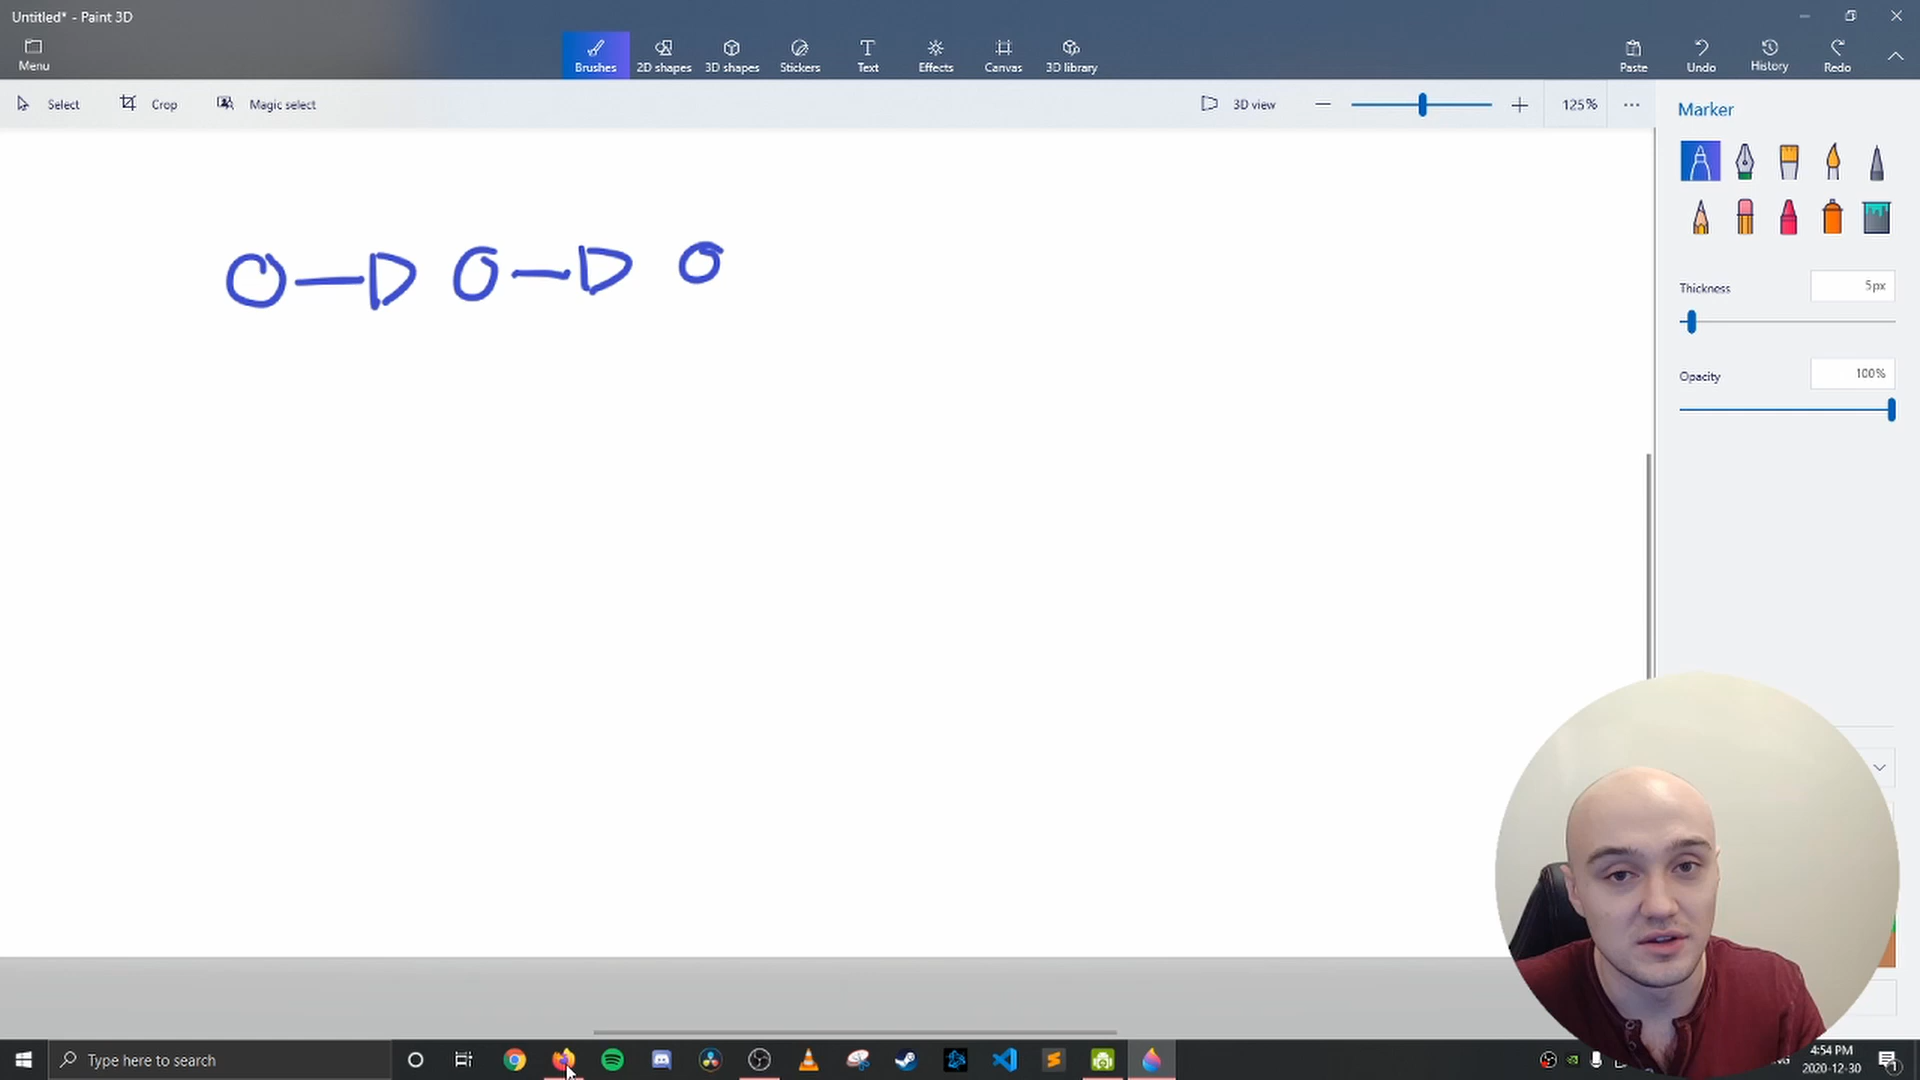 Untitled* - Paint 3D
Menu
Brushes
2D shapes
3D shapes
Stickers
Text
Effects
Canvas
3D library
Paste
Undo
History
Redo
Select
Crop
Magic select
3D view
125%
Marker
Thickness
5px
Opacity
100%
Type here to search
4:54 PM
2020-12-30